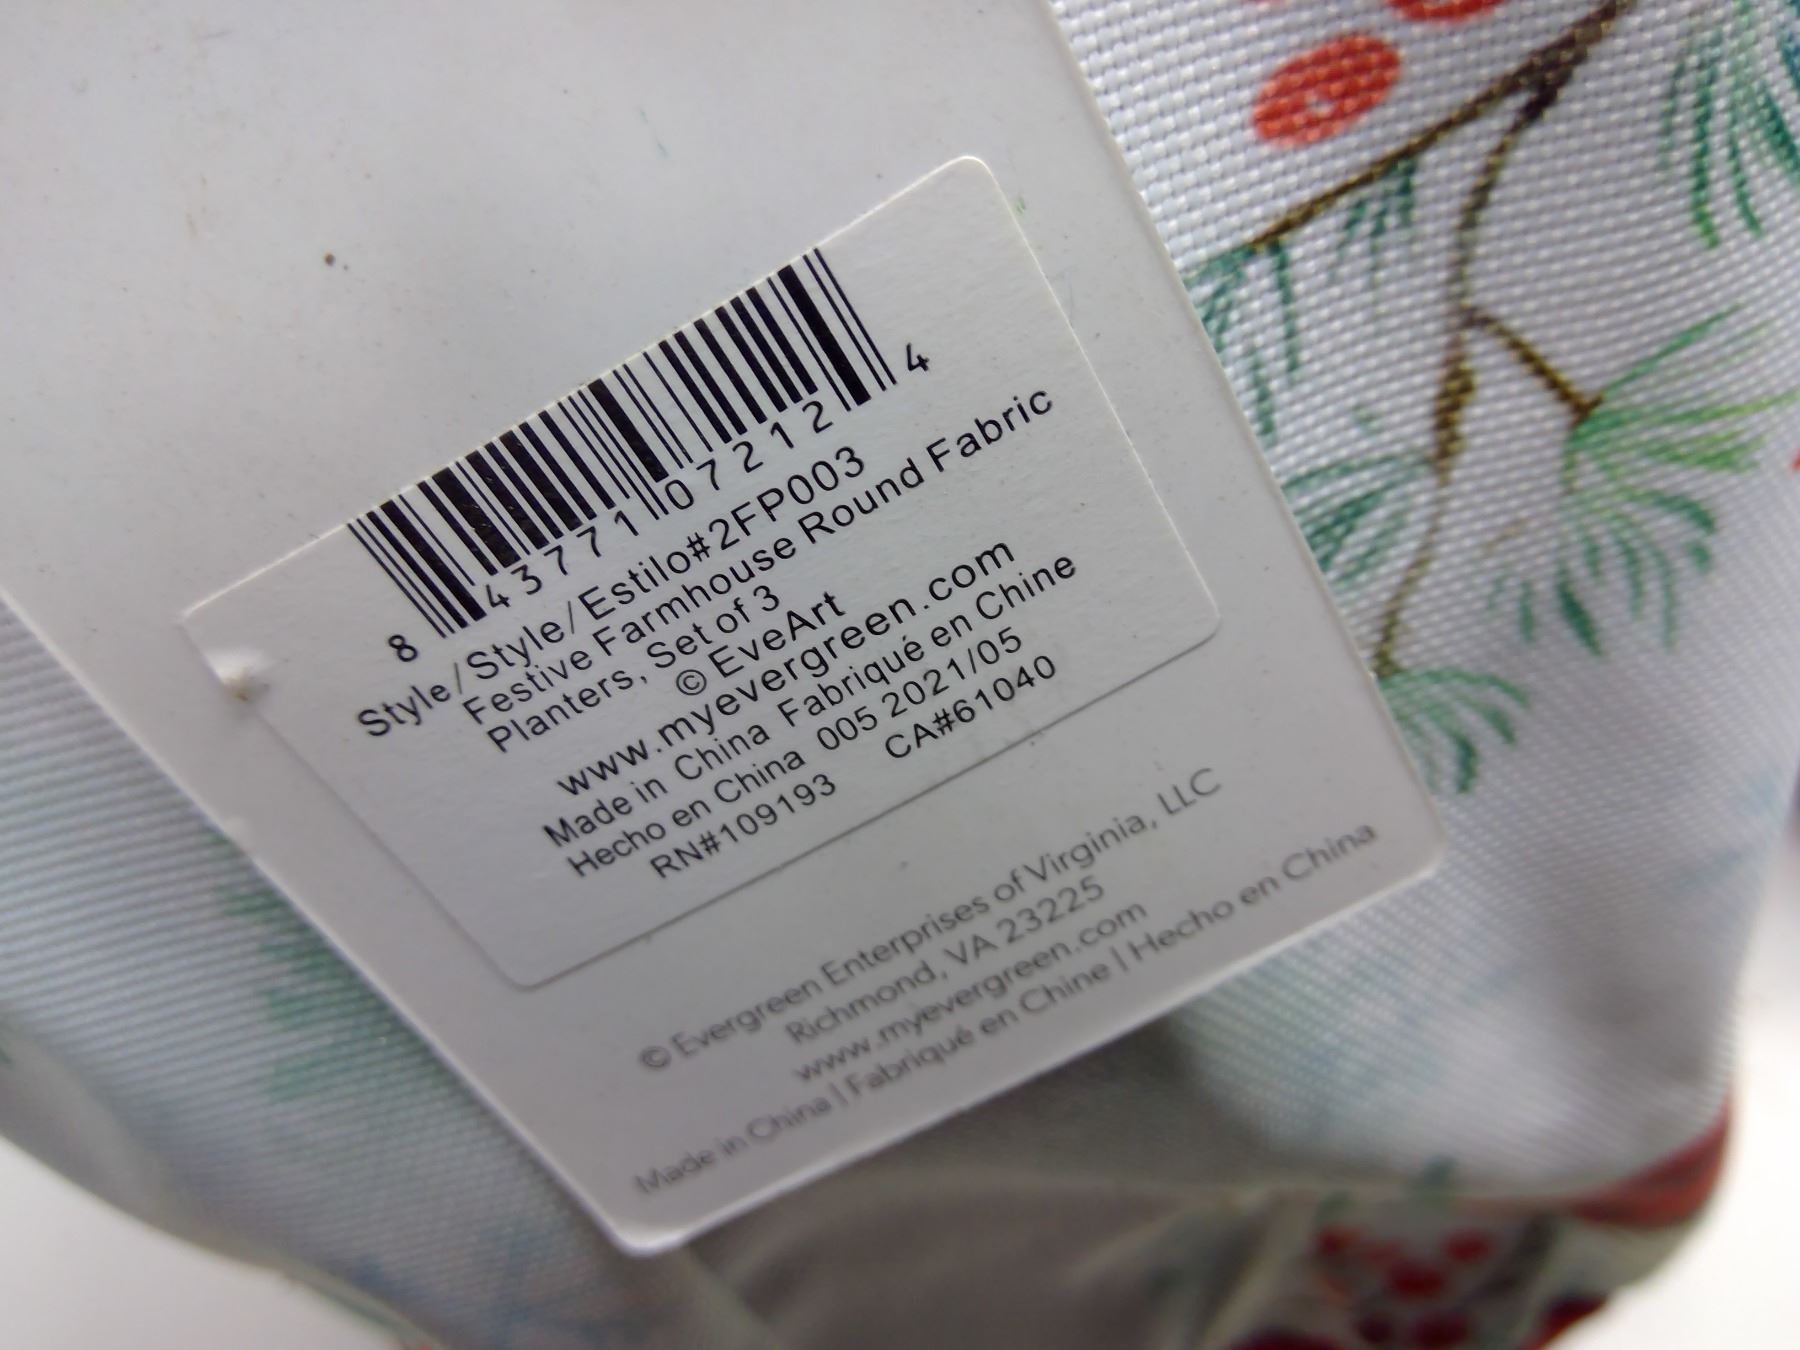 8 43771 07212 4
Style/Style/Estilo#2FP003
Festive Farmhouse Round Fabric
Planters, Set of 3
© EveArt
www.myevergreen.com
Made in China Fabriqué en Chine
Hecho en China 005 2021/05
RN#109193 CA#61040
© Evergreen Enterprises of Virginia, LLC
Richmond, VA 23225
www.myevergreen.com
Made in China | Fabriqué en Chine | Hecho en China